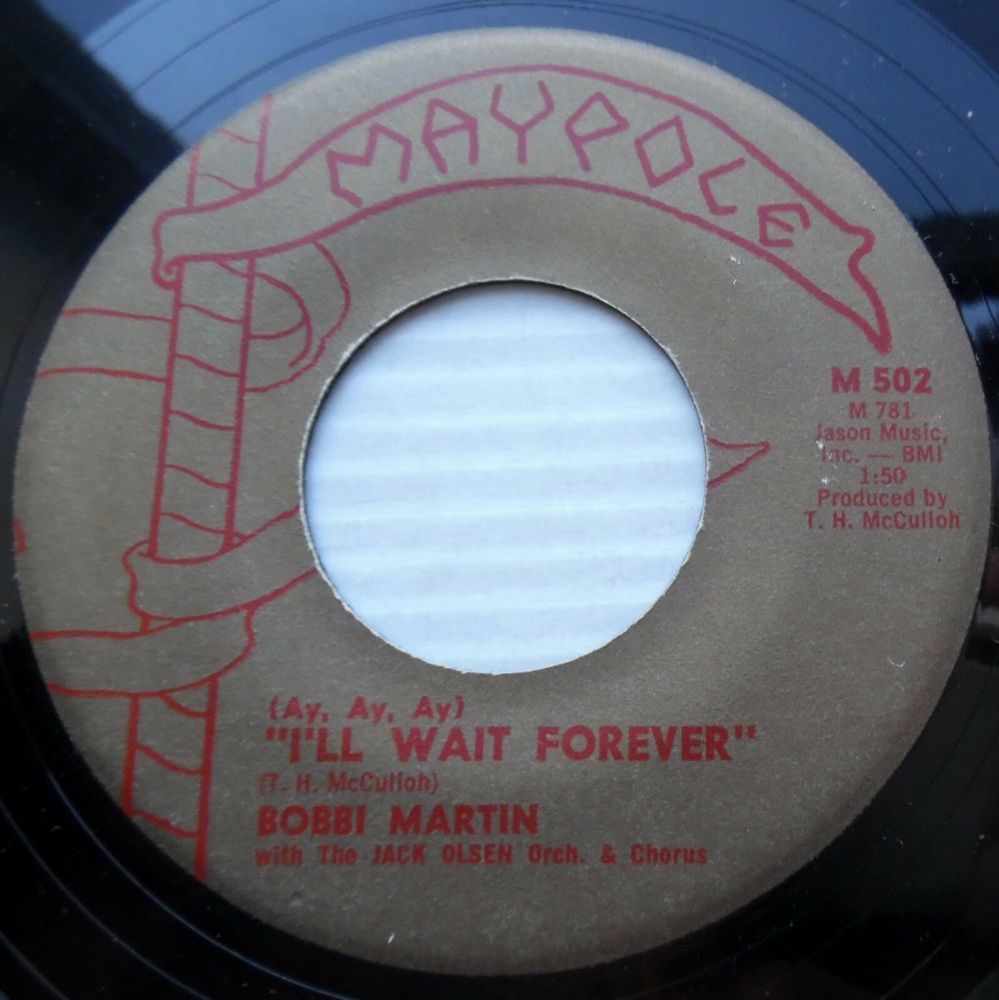 MAYPOLE
M 502
M 781
Jason Music,
Inc. — BMI
1:50
Produced by
T. H. McCulloh
(Ay, Ay, Ay)
"I'LL WAIT FOREVER"
(T. H. McCulloh)
BOBBI MARTIN
with The JACK OLSEN Orch. & Chorus